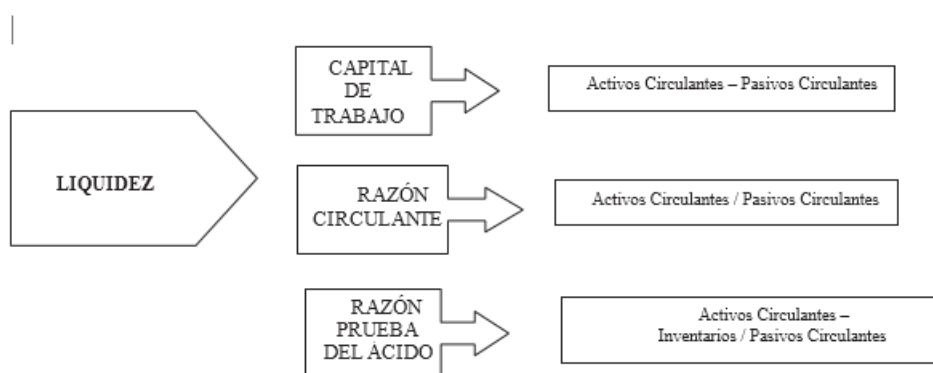 LIQUIDEZ
CAPITAL
DE
TRABAJO
Activos Circulantes – Pasivos Circulantes
RAZÓN
CIRCULANTE
Activos Circulantes / Pasivos Circulantes
RAZÓN
PRUEBA
DEL ÁCIDO
Activos Circulantes –
Inventarios / Pasivos Circulantes